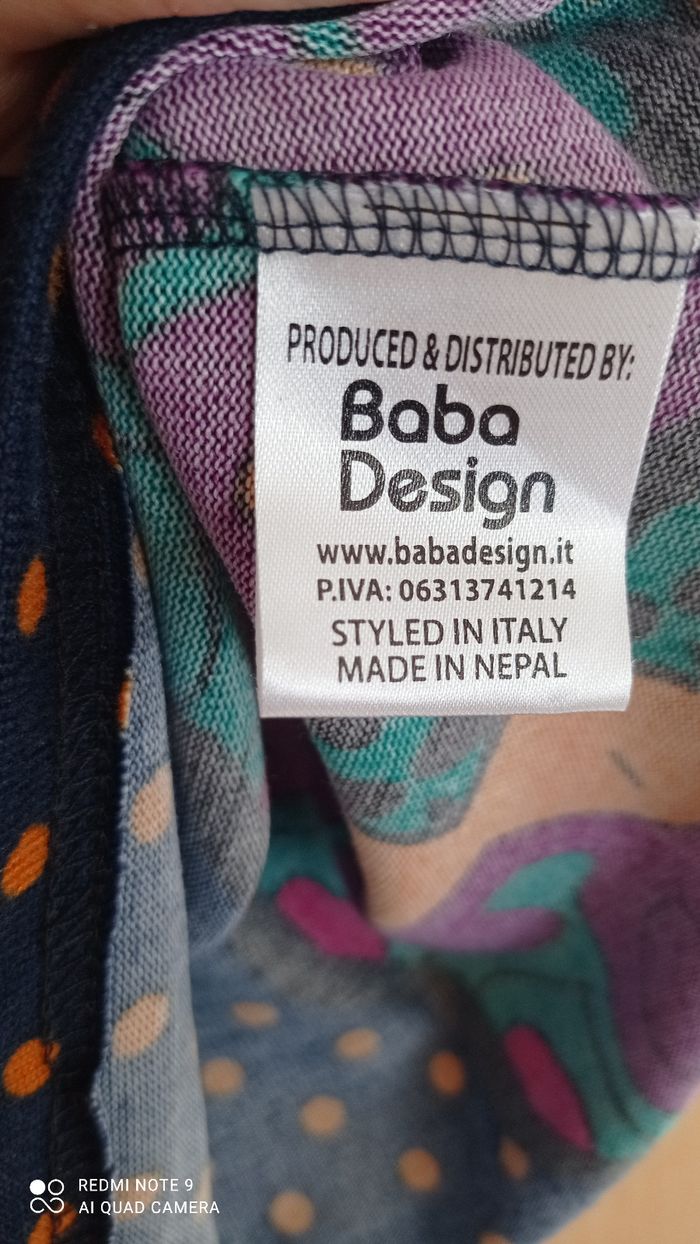 PRODUCED & DISTRIBUTED BY:
Baba
Design
www.babadesign.it
P.IVA: 06313741214
STYLED IN ITALY
MADE IN NEPAL
REDMI NOTE 9
AI QUAD CAMERA